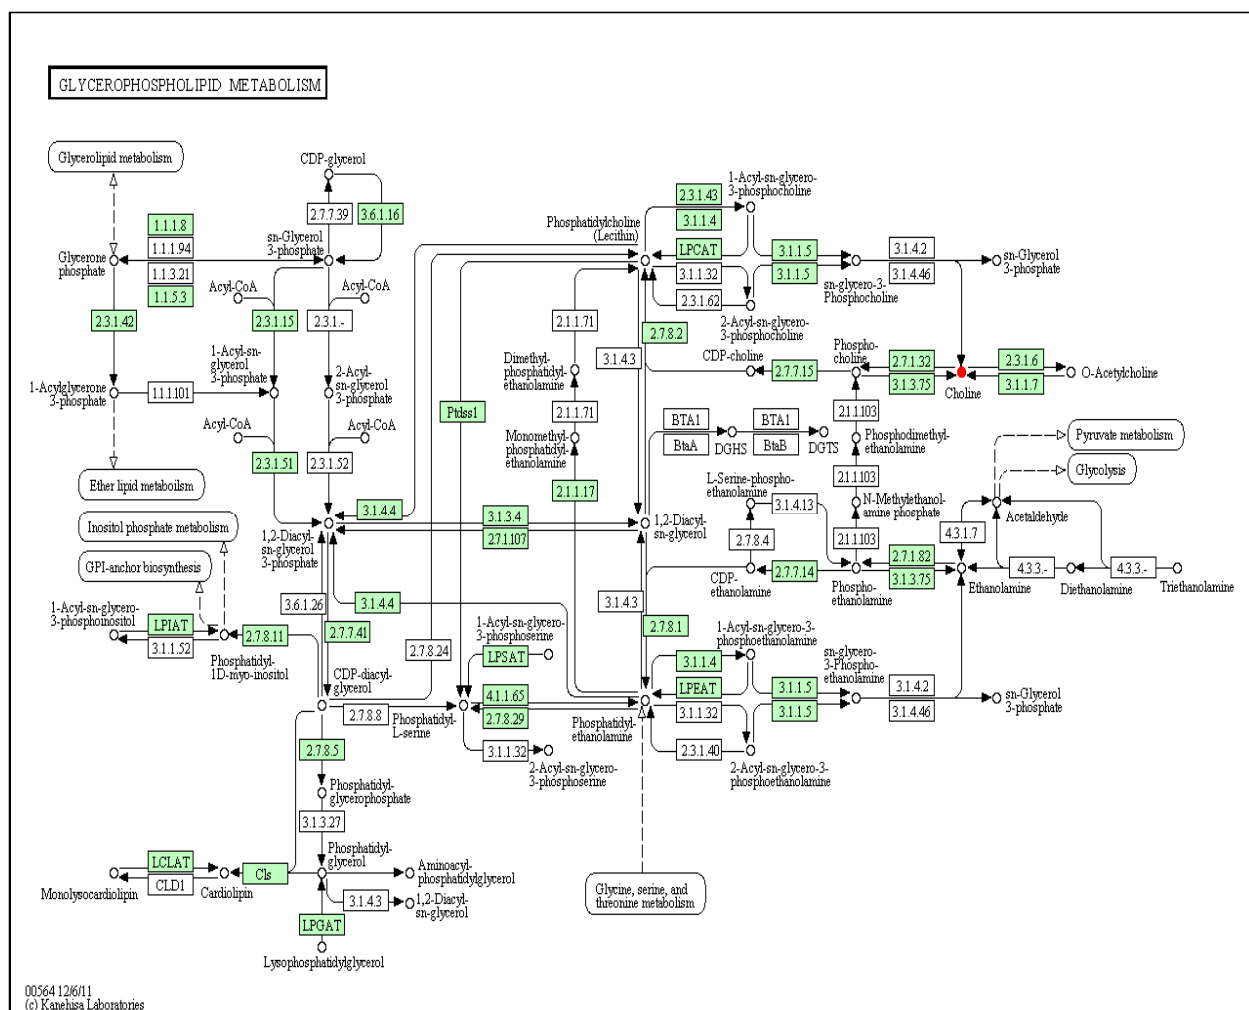 GLYCEROPHOSPHOLIPID METABOLISM
Glycerolipid metabolism
CDP-glycerol
2.7.7.39
3.6.1.16
1.1.1.8
1.1.1.94
1.1.3.21
1.1.5.3
Glycerone
phosphate
sn-Glycerol
3-phosphate
Acyl-CoA
Acyl-CoA
2.3.1.42
2.3.1.15
2.3.1.-
1-Acyl-sn-
glycerol
3-phosphate
2-Acyl-
sn-glycerol
3-phosphate
1-Acylglycerone
3-phosphate
1.1.1.101
Acyl-CoA
Acyl-CoA
2.3.1.51
2.3.1.52
Ether lipid metaboilsm
Inositol phosphate metabolism
GPI-anchor biosynthesis
1,2-Diacyl-
sn-glycerol
3-phosphate
3.1.4.4
3.1.3.4
2.7.1.107
1,2-Diacyl-
sn-glycerol
Phosphatidylcholine
(Lecithin)
2.3.1.43
3.1.1.4
LPCAT
3.1.1.32
2.3.1.62
1-Acyl-sn-glycero-
3-phosphocholine
2-Acyl-sn-glycero-
3-phosphocholine
3.1.1.5
3.1.1.5
sn-glycero-3-
Phosphocholine
3.1.4.2
3.1.4.46
sn-Glycerol
3-phosphate
2.1.1.71
3.1.4.3
2.7.8.2
CDP-choline
2.7.7.15
Phospho-
choline
2.7.1.32
3.1.3.75
Choline
2.3.1.6
3.1.1.7
O-Acetylcholine
Dimethyl-
phosphatidyl-
ethanolamine
2.1.1.71
Ptdss1
Monomethyl-
phosphatidyl-
ethanolamine
2.1.1.17
BTA1
BtaA
DGHS
BTA1
BtaB
DGTS
2.1.1.103
Phosphodimethyl-
ethanolamine
2.1.1.103
N-Methylethanol-
amine phosphate
2.1.1.103
Pyruvate metabolism
Glycolysis
Acetaldehyde
L-Serine-phospho-
ethanolamine
3.1.4.13
2.7.8.4
4.3.1.7
CDP-
ethanolamine
2.7.7.14
Phospho-
ethanolamine
2.7.1.82
3.1.3.75
Ethanolamine
4.3.3.-
Diethanolamine
4.3.3.-
Triethanolamine
1-Acyl-sn-glycero-
3-phosphoinositol
LPIAT
3.1.1.52
Phosphatidyl-
1D-myo-inositol
2.7.8.11
3.6.1.26
2.7.7.41
3.1.4.4
2.7.8.24
1-Acyl-sn-glycero-
3-phosphoserine
LPSAT
3.1.4.3
2.7.8.1
CDP-diacyl-
glycerol
2.7.8.8
Phosphatidyl-
L-serine
4.1.1.65
2.7.8.29
3.1.1.32
2-Acyl-sn-glycero-
3-phosphoserine
Phosphatidyl-
ethanolamine
1-Acyl-sn-glycero-3-
phosphoethanolamine
3.1.1.4
LPEAT
3.1.1.32
2.3.1.40
2-Acyl-sn-glycero-3-
phosphoethanolamine
3.1.1.5
3.1.1.5
sn-glycero-
3-Phospho-
ethanolamine
3.1.4.2
3.1.4.46
sn-Glycerol
3-phosphate
2.7.8.5
Phosphatidyl-
glycerophosphate
3.1.3.27
Phosphatidyl-
glycerol
Aminoacyl-
phosphatidylglycerol
3.1.4.3
1,2-Diacyl-
sn-glycerol
LCLAT
CLD1
Monolysocardiolipin
Cardiolipin
Cls
LPGAT
Lysophosphatidylglycerol
Glycine, serine, and
threonine metabolism
00564 12/6/11
(c) Kanehisa Laboratories